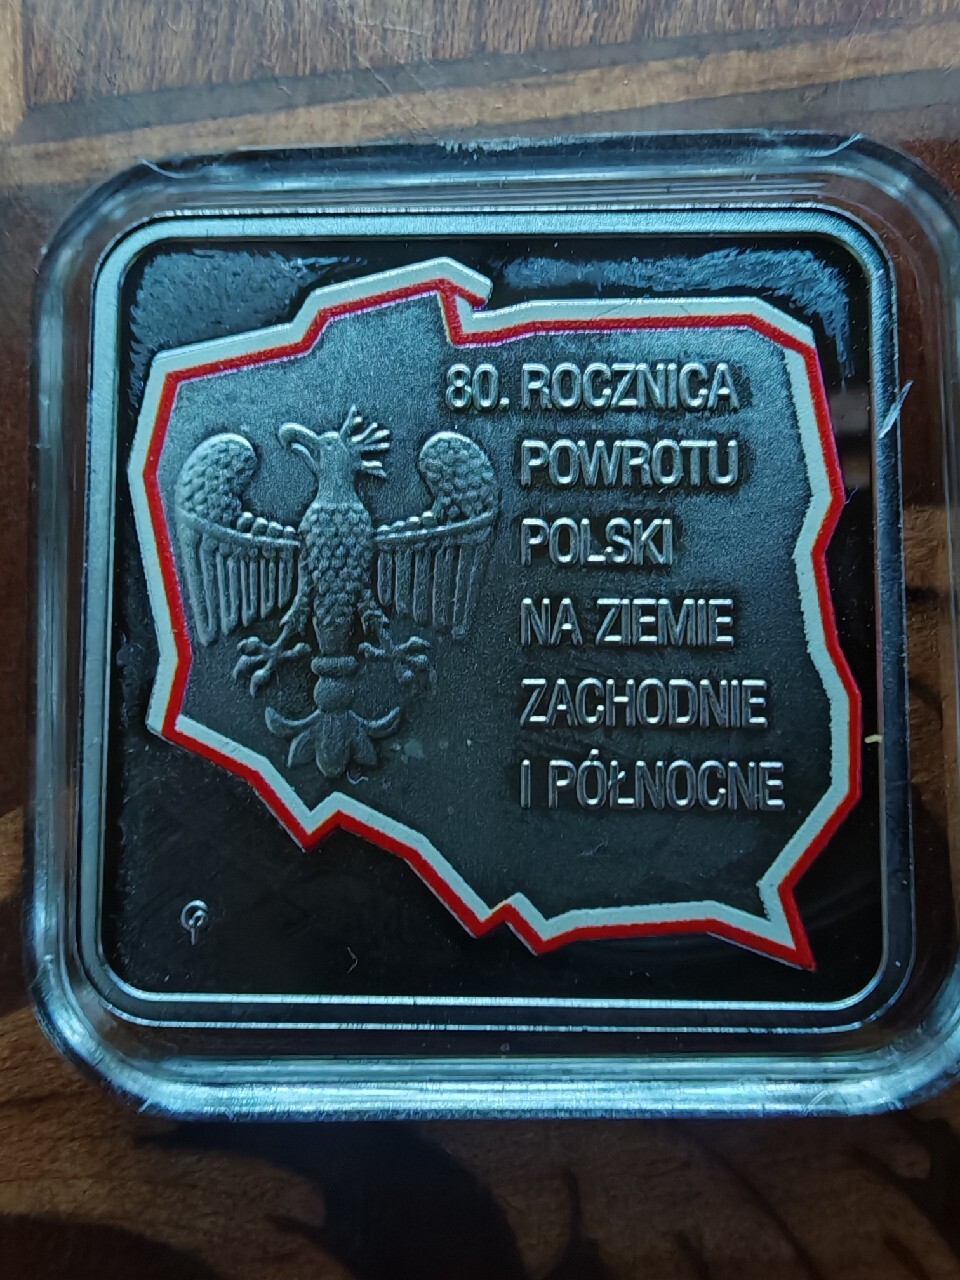 80. ROCZNICA
POWROTU
POLSKI
NA ZIEMIE
ZACHODNIE
I PÓŁNOCNE